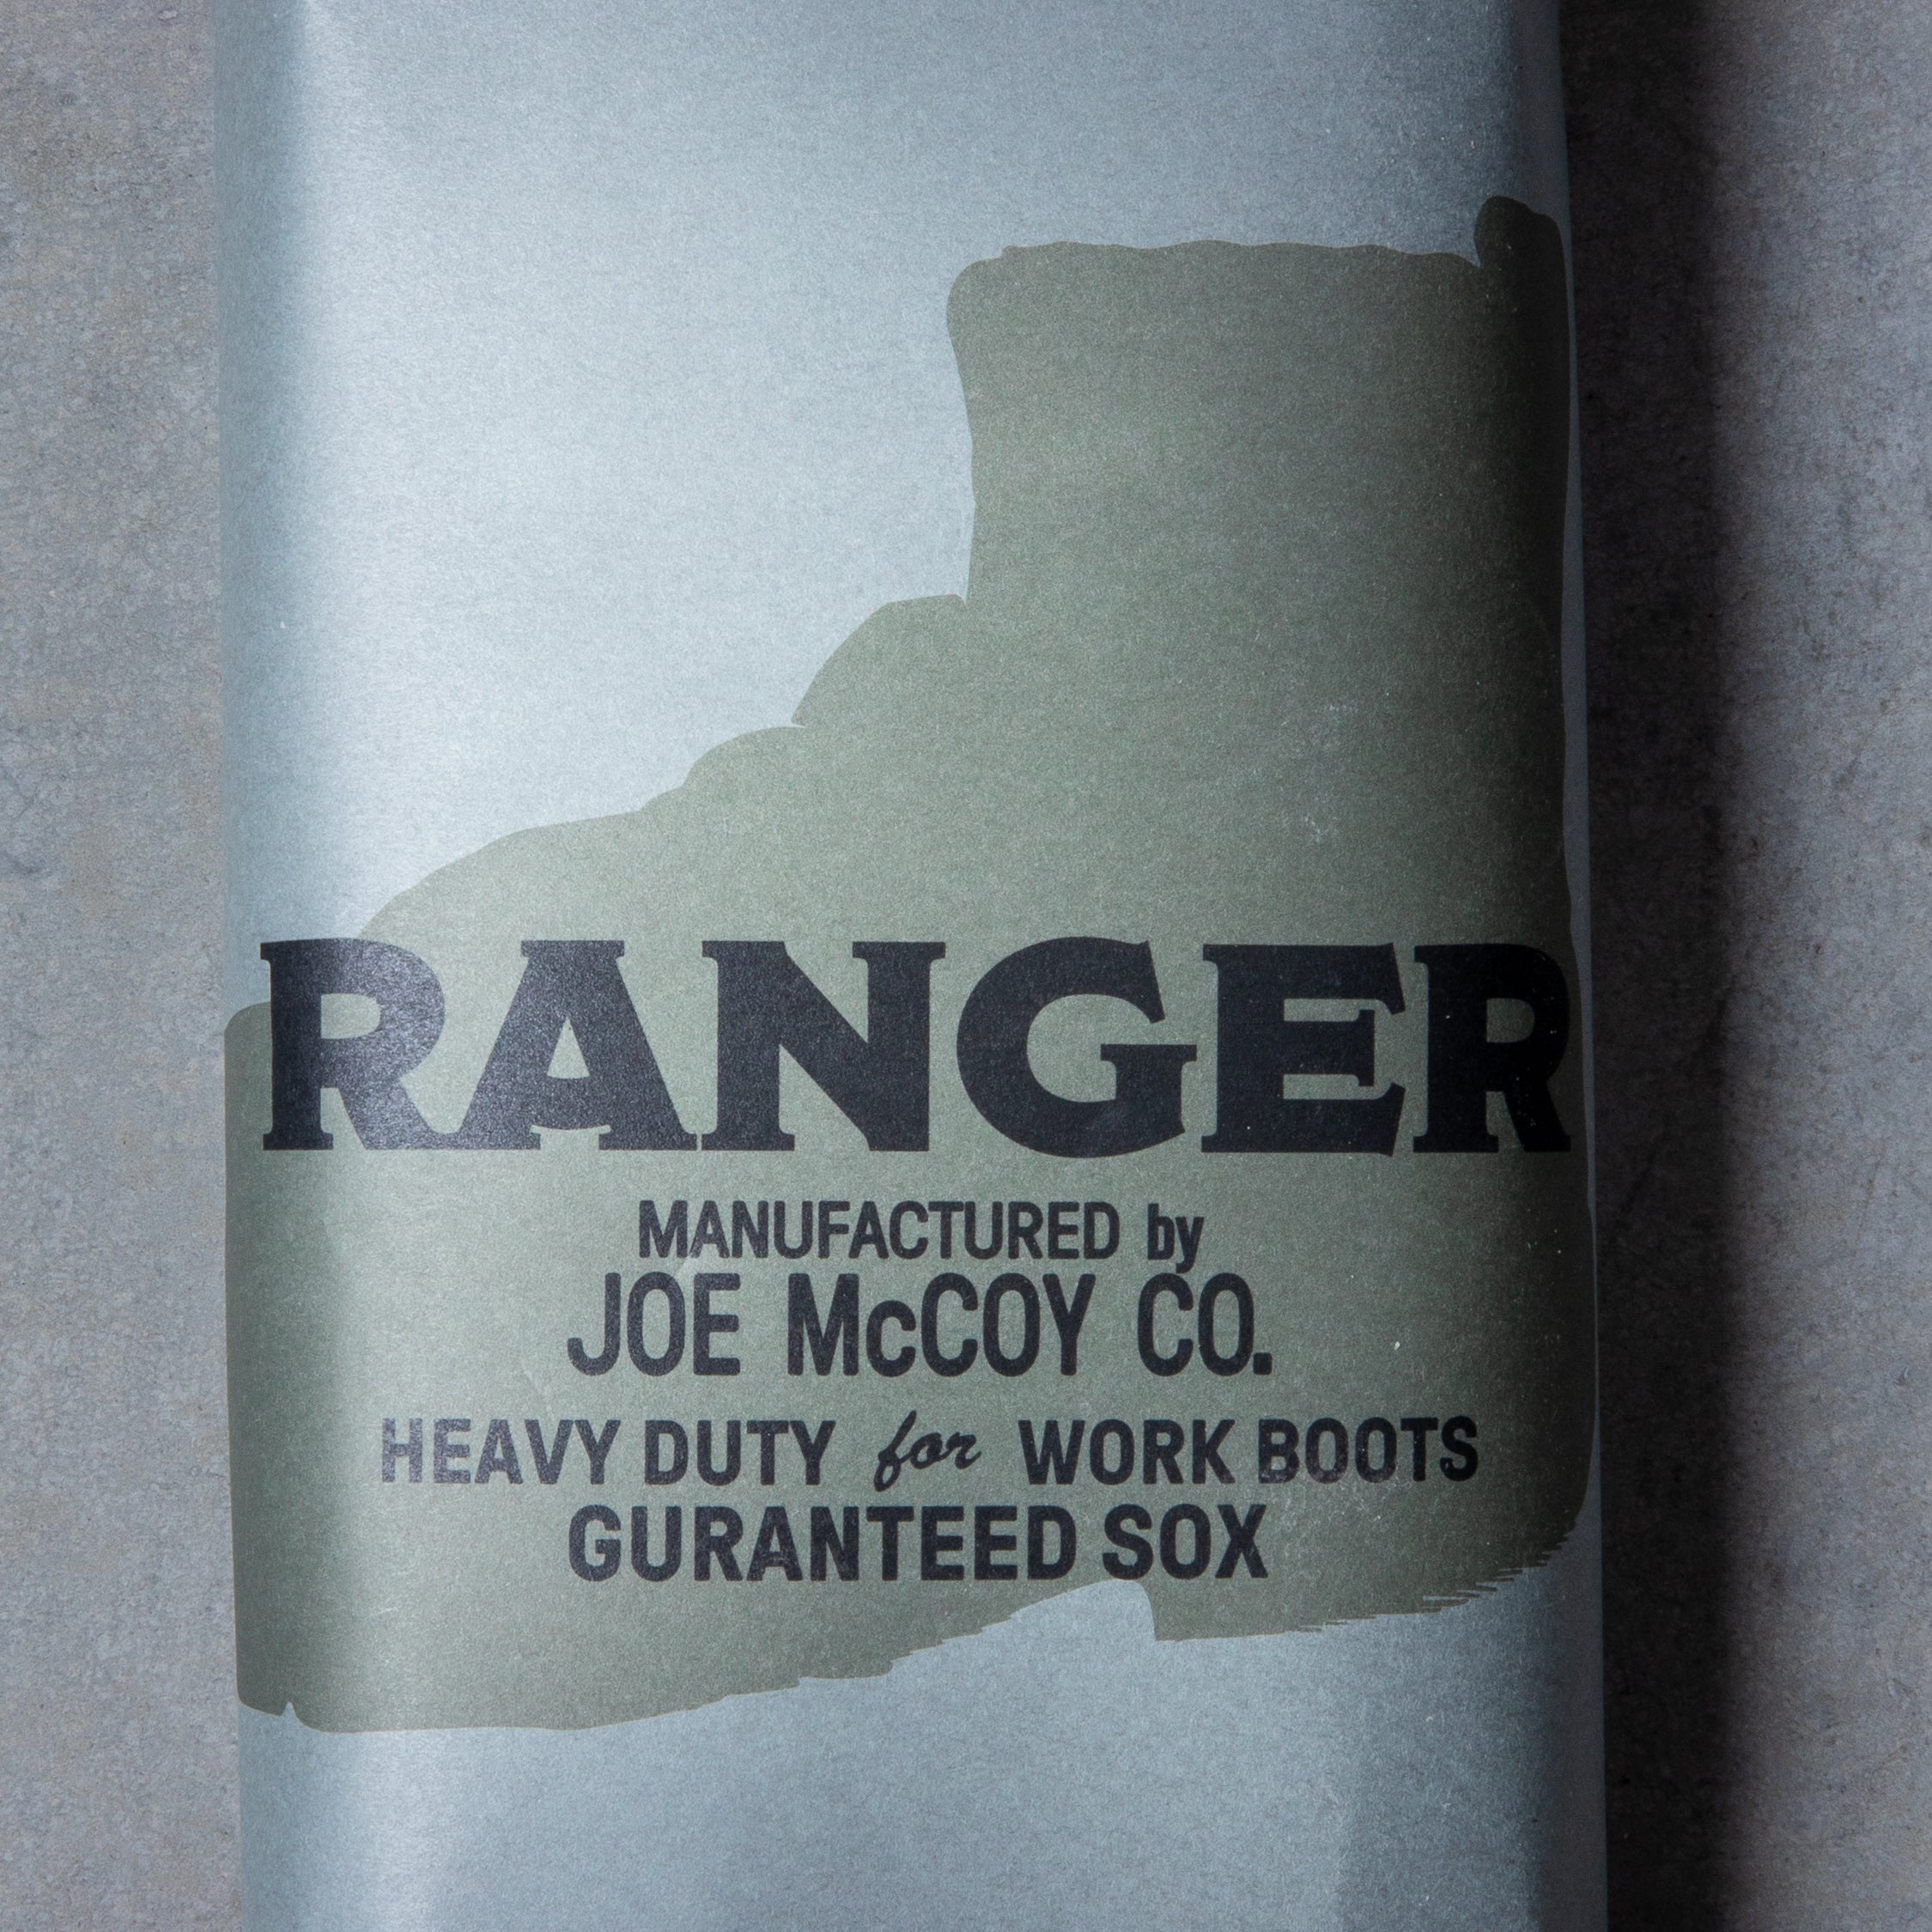 RANGER
MANUFACTURED by
JOE McCOY CO.
HEAVY DUTY for WORK BOOTS
GURANTEED SOX